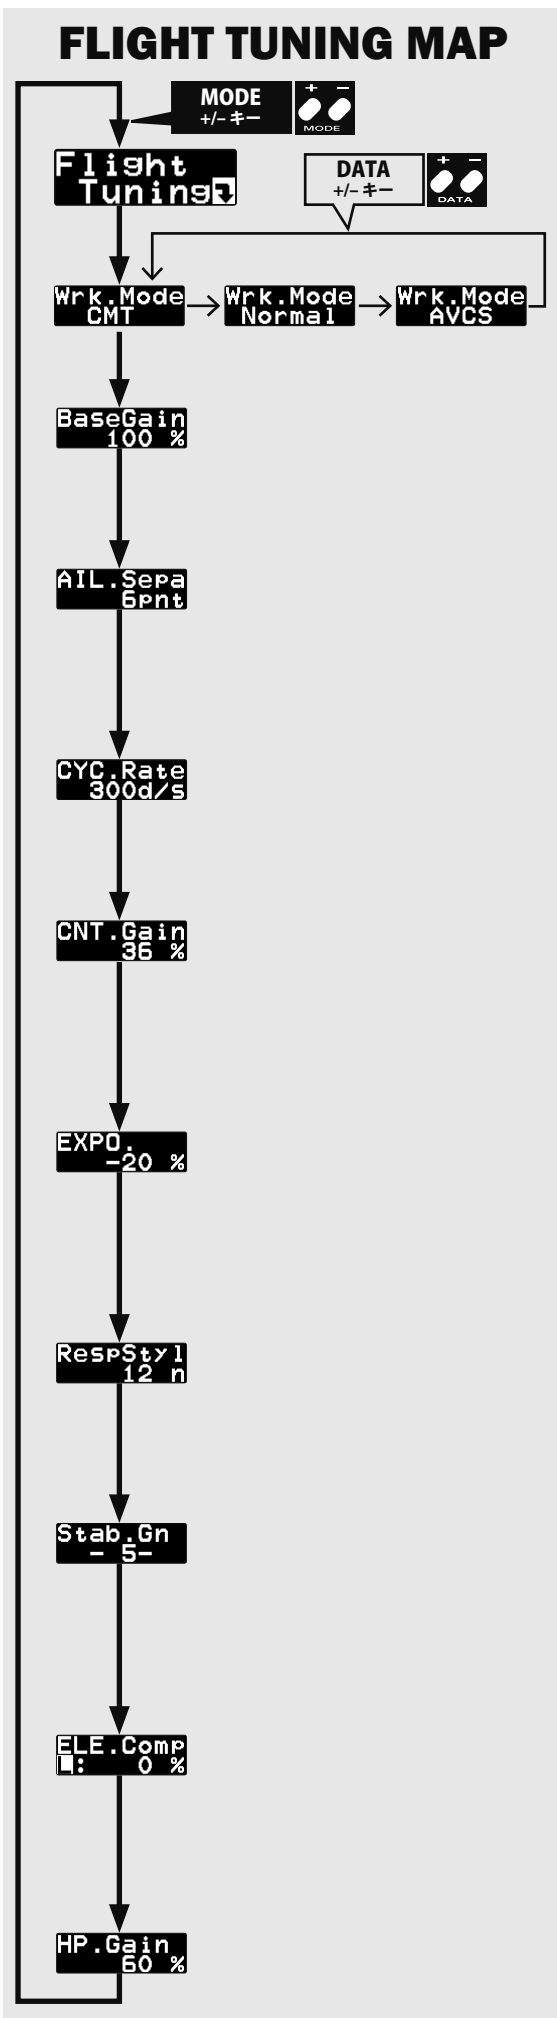 FLIGHT TUNING MAP
MODE
+/– キー
+ –
MODE
Flight
Tuning
DATA
+/– キー
+ –
DATA
Wrk.Mode
CMT
Wrk.Mode
Normal
Wrk.Mode
AVCS
BaseGain
100 %
AIL.Sepa
6pnt
CYC.Rate
300d/s
CNT.Gain
36 %
EXPO.
-20 %
RespStyl
12 n
Stab.Gn
- 5-
ELE.Comp
L: 0 %
HP.Gain
60 %